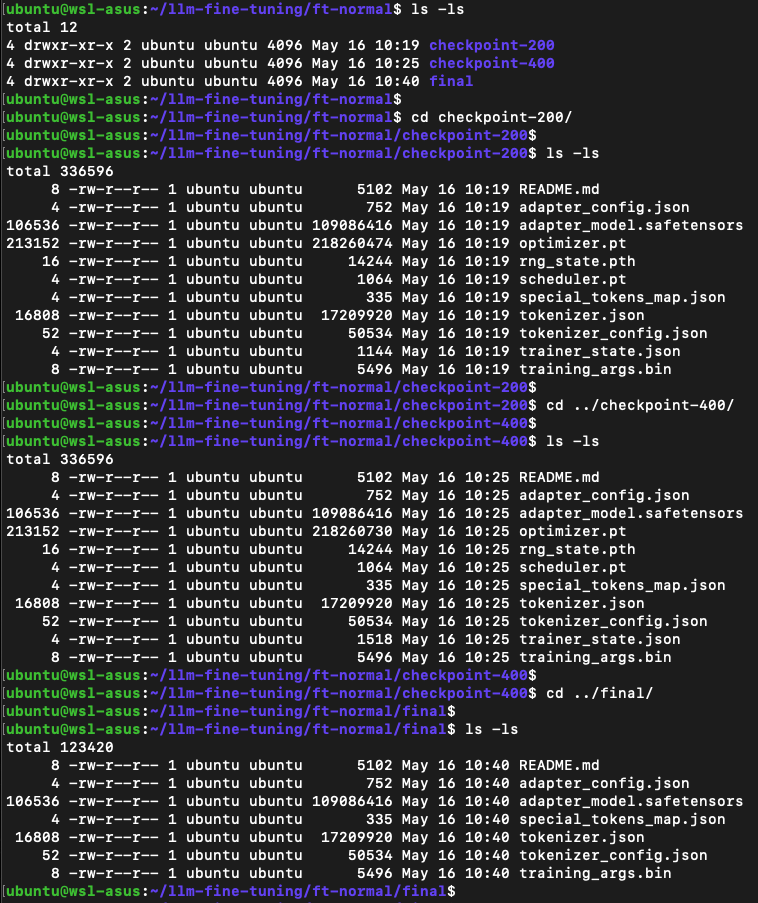 [ubuntu@wsl-asus:~/llm-fine-tuning/ft-normal$ ls -ls
total 12
4 drwxr-xr-x 2 ubuntu ubuntu 4096 May 16 10:19 checkpoint-200
4 drwxr-xr-x 2 ubuntu ubuntu 4096 May 16 10:25 checkpoint-400
4 drwxr-xr-x 2 ubuntu ubuntu 4096 May 16 10:40 final
[ubuntu@wsl-asus:~/llm-fine-tuning/ft-normal$
[ubuntu@wsl-asus:~/llm-fine-tuning/ft-normal$ cd checkpoint-200/
[ubuntu@wsl-asus:~/llm-fine-tuning/ft-normal/checkpoint-200$
[ubuntu@wsl-asus:~/llm-fine-tuning/ft-normal/checkpoint-200$ ls -ls
total 336596
     8 -rw-r--r-- 1 ubuntu ubuntu      5102 May 16 10:19 README.md
     4 -rw-r--r-- 1 ubuntu ubuntu       752 May 16 10:19 adapter_config.json
106536 -rw-r--r-- 1 ubuntu ubuntu 109086416 May 16 10:19 adapter_model.safetensors
213152 -rw-r--r-- 1 ubuntu ubuntu 218260474 May 16 10:19 optimizer.pt
    16 -rw-r--r-- 1 ubuntu ubuntu     14244 May 16 10:19 rng_state.pth
     4 -rw-r--r-- 1 ubuntu ubuntu      1064 May 16 10:19 scheduler.pt
     4 -rw-r--r-- 1 ubuntu ubuntu       335 May 16 10:19 special_tokens_map.json
 16808 -rw-r--r-- 1 ubuntu ubuntu  17209920 May 16 10:19 tokenizer.json
    52 -rw-r--r-- 1 ubuntu ubuntu     50534 May 16 10:19 tokenizer_config.json
     4 -rw-r--r-- 1 ubuntu ubuntu      1144 May 16 10:19 trainer_state.json
     8 -rw-r--r-- 1 ubuntu ubuntu      5496 May 16 10:19 training_args.bin
[ubuntu@wsl-asus:~/llm-fine-tuning/ft-normal/checkpoint-200$
[ubuntu@wsl-asus:~/llm-fine-tuning/ft-normal/checkpoint-200$ cd ../checkpoint-400/
[ubuntu@wsl-asus:~/llm-fine-tuning/ft-normal/checkpoint-400$
[ubuntu@wsl-asus:~/llm-fine-tuning/ft-normal/checkpoint-400$ ls -ls
total 336596
     8 -rw-r--r-- 1 ubuntu ubuntu      5102 May 16 10:25 README.md
     4 -rw-r--r-- 1 ubuntu ubuntu       752 May 16 10:25 adapter_config.json
106536 -rw-r--r-- 1 ubuntu ubuntu 109086416 May 16 10:25 adapter_model.safetensors
213152 -rw-r--r-- 1 ubuntu ubuntu 218260730 May 16 10:25 optimizer.pt
    16 -rw-r--r-- 1 ubuntu ubuntu     14244 May 16 10:25 rng_state.pth
     4 -rw-r--r-- 1 ubuntu ubuntu      1064 May 16 10:25 scheduler.pt
     4 -rw-r--r-- 1 ubuntu ubuntu       335 May 16 10:25 special_tokens_map.json
 16808 -rw-r--r-- 1 ubuntu ubuntu  17209920 May 16 10:25 tokenizer.json
    52 -rw-r--r-- 1 ubuntu ubuntu     50534 May 16 10:25 tokenizer_config.json
     4 -rw-r--r-- 1 ubuntu ubuntu      1518 May 16 10:25 trainer_state.json
     8 -rw-r--r-- 1 ubuntu ubuntu      5496 May 16 10:25 training_args.bin
[ubuntu@wsl-asus:~/llm-fine-tuning/ft-normal/checkpoint-400$
[ubuntu@wsl-asus:~/llm-fine-tuning/ft-normal/checkpoint-400$ cd ../final/
[ubuntu@wsl-asus:~/llm-fine-tuning/ft-normal/final$
[ubuntu@wsl-asus:~/llm-fine-tuning/ft-normal/final$ ls -ls
total 123420
     8 -rw-r--r-- 1 ubuntu ubuntu      5102 May 16 10:40 README.md
     4 -rw-r--r-- 1 ubuntu ubuntu       752 May 16 10:40 adapter_config.json
106536 -rw-r--r-- 1 ubuntu ubuntu 109086416 May 16 10:40 adapter_model.safetensors
     4 -rw-r--r-- 1 ubuntu ubuntu       335 May 16 10:40 special_tokens_map.json
 16808 -rw-r--r-- 1 ubuntu ubuntu  17209920 May 16 10:40 tokenizer.json
    52 -rw-r--r-- 1 ubuntu ubuntu     50534 May 16 10:40 tokenizer_config.json
     8 -rw-r--r-- 1 ubuntu ubuntu      5496 May 16 10:40 training_args.bin
[ubuntu@wsl-asus:~/llm-fine-tuning/ft-normal/final$